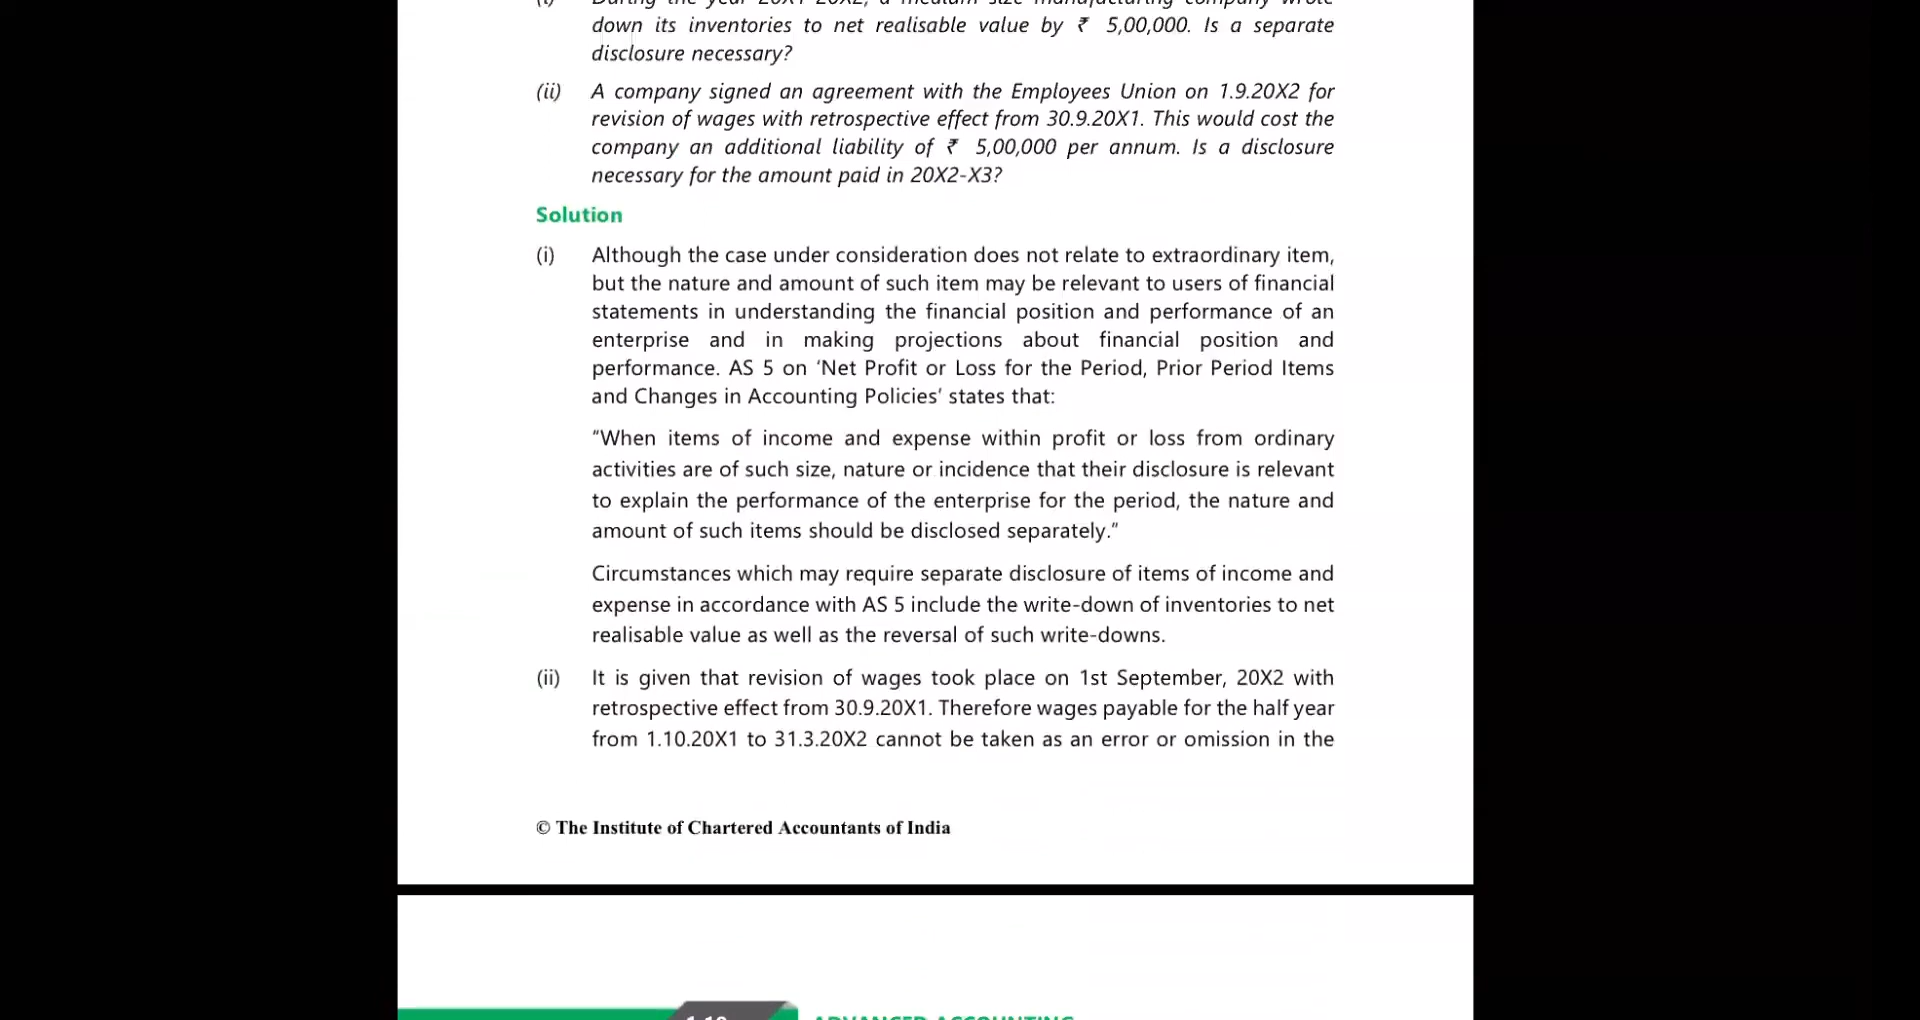 (i) During the year 20X1-20X2, a medium size manufacturing company wrote
down its inventories to net realisable value by ₹ 5,00,000. Is a separate
disclosure necessary?
(ii) A company signed an agreement with the Employees Union on 1.9.20X2 for
revision of wages with retrospective effect from 30.9.20X1. This would cost the
company an additional liability of ₹ 5,00,000 per annum. Is a disclosure
necessary for the amount paid in 20X2-X3?
Solution
(i) Although the case under consideration does not relate to extraordinary item,
but the nature and amount of such item may be relevant to users of financial
statements in understanding the financial position and performance of an
enterprise and in making projections about financial position and
performance. AS 5 on ‘Net Profit or Loss for the Period, Prior Period Items
and Changes in Accounting Policies’ states that:
“When items of income and expense within profit or loss from ordinary
activities are of such size, nature or incidence that their disclosure is relevant
to explain the performance of the enterprise for the period, the nature and
amount of such items should be disclosed separately.”
Circumstances which may require separate disclosure of items of income and
expense in accordance with AS 5 include the write-down of inventories to net
realisable value as well as the reversal of such write-downs.
(ii) It is given that revision of wages took place on 1st September, 20X2 with
retrospective effect from 30.9.20X1. Therefore wages payable for the half year
from 1.10.20X1 to 31.3.20X2 cannot be taken as an error or omission in the
© The Institute of Chartered Accountants of India
ADVANCED ACCOUNTING